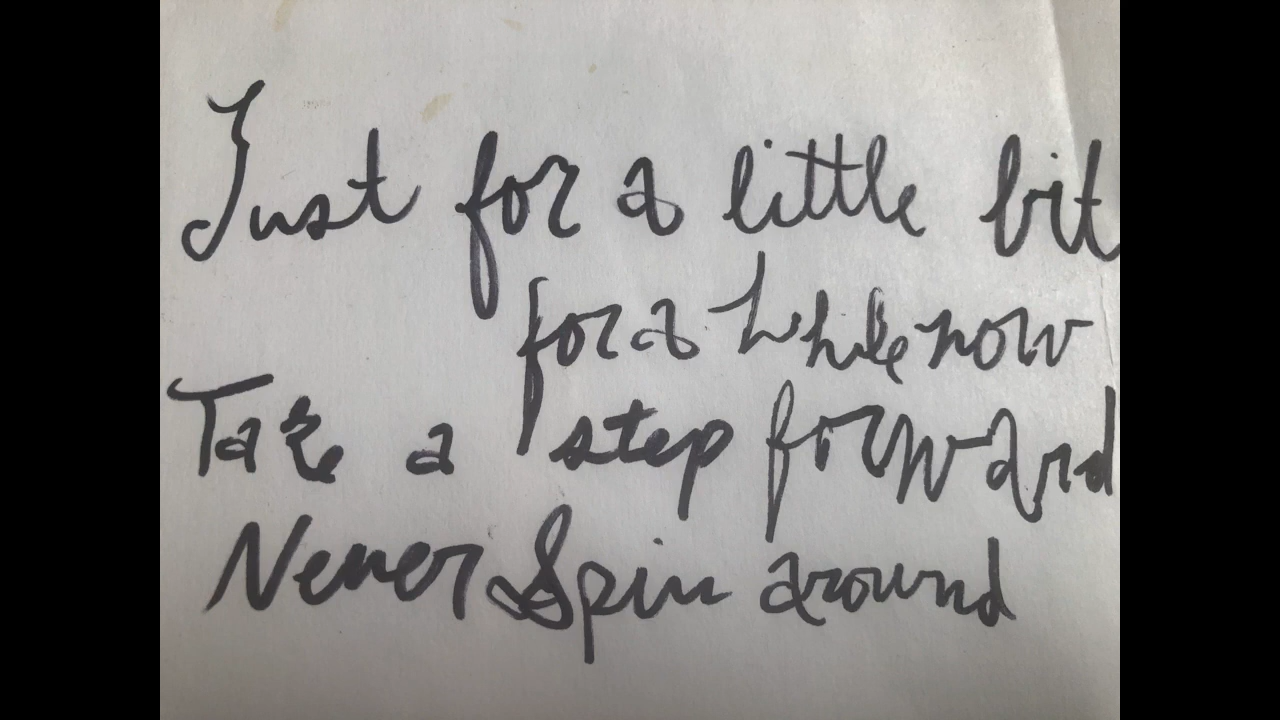 Just for a little bit
for a while now
Take a step forward
Never Spin around